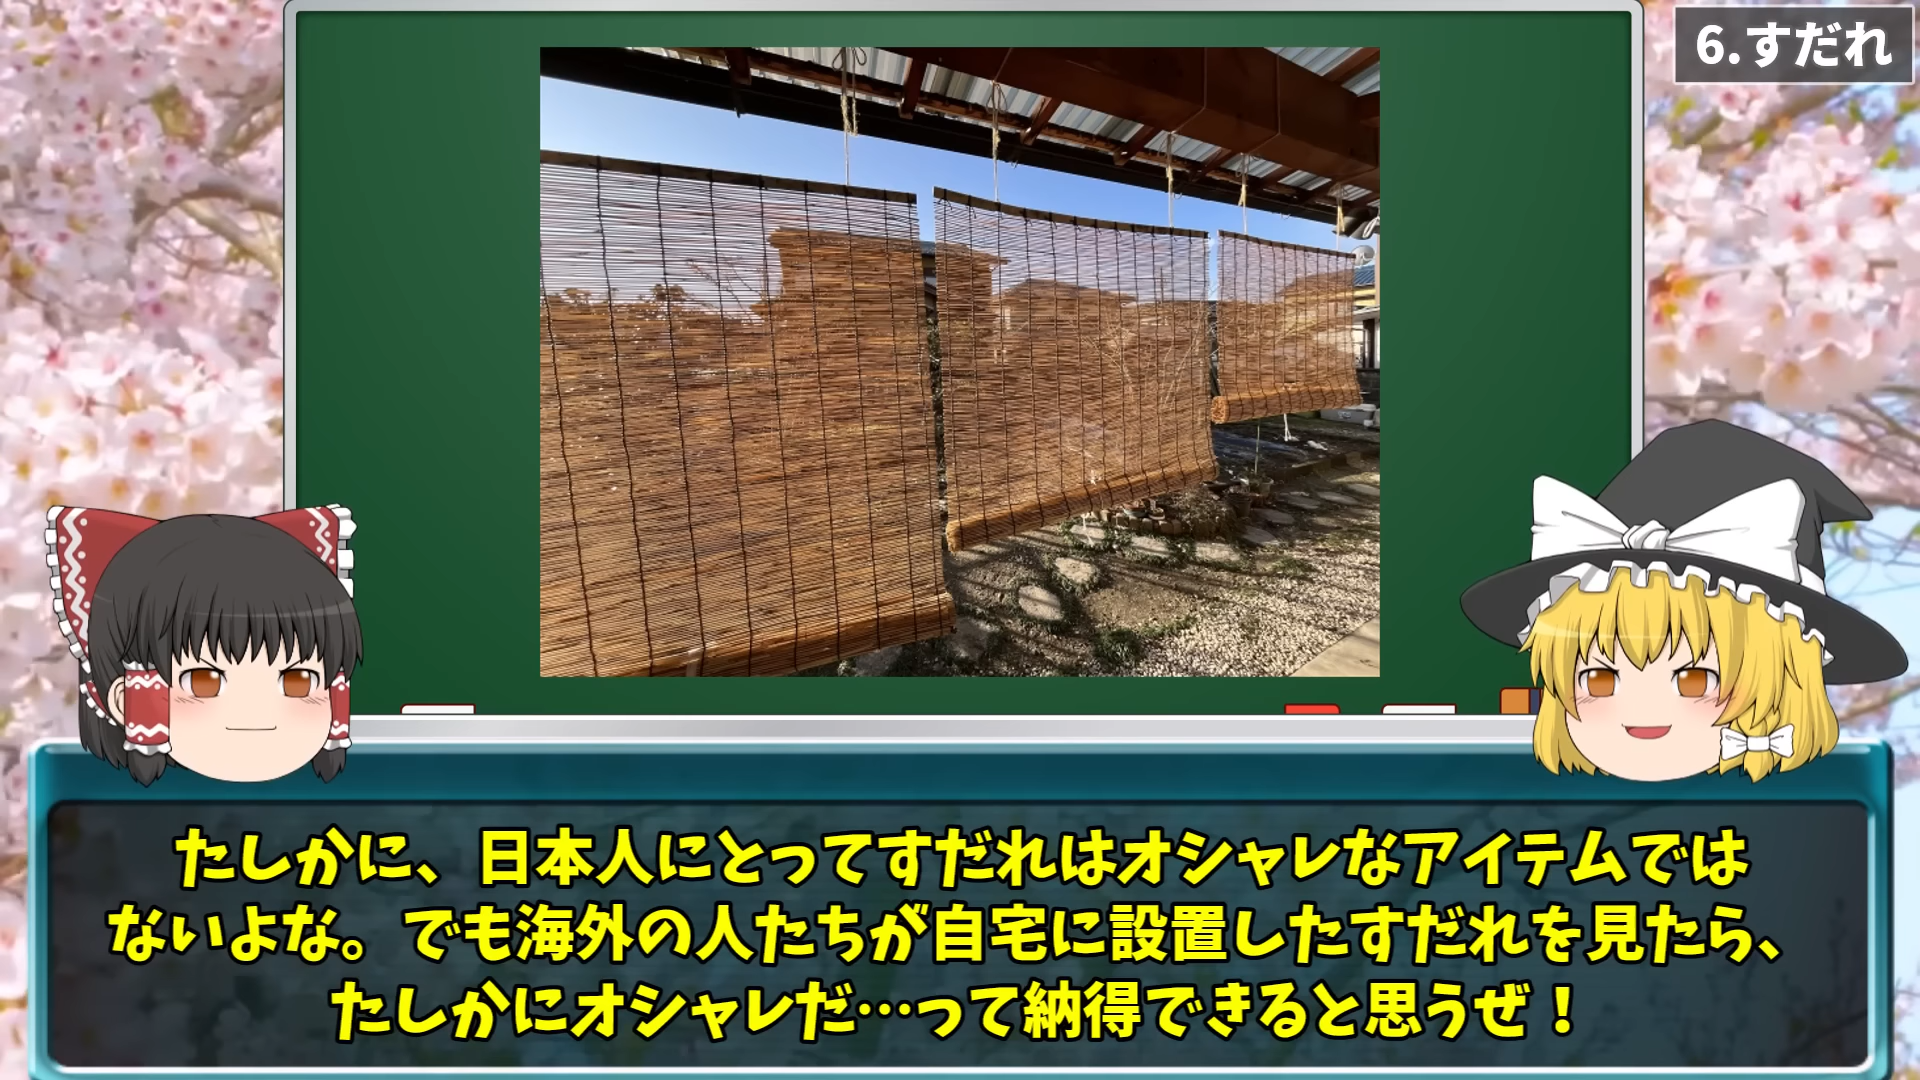 6.すだれ
たしかに、日本人にとってすだれはオシャレなアイテムでは
ないよな。でも海外の人たちが自宅に設置したすだれを見たら、
たしかにオシャレだ…って納得できると思うぜ！